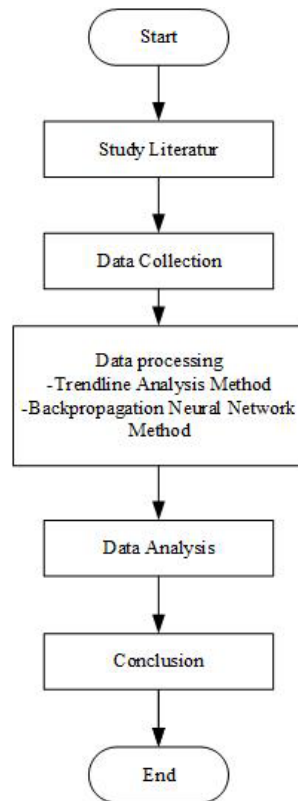 Start
Study Literatur
Data Collection
Data processing
-Trendline Analysis Method
-Backpropagation Neural Network
Method
Data Analysis
Conclusion
End